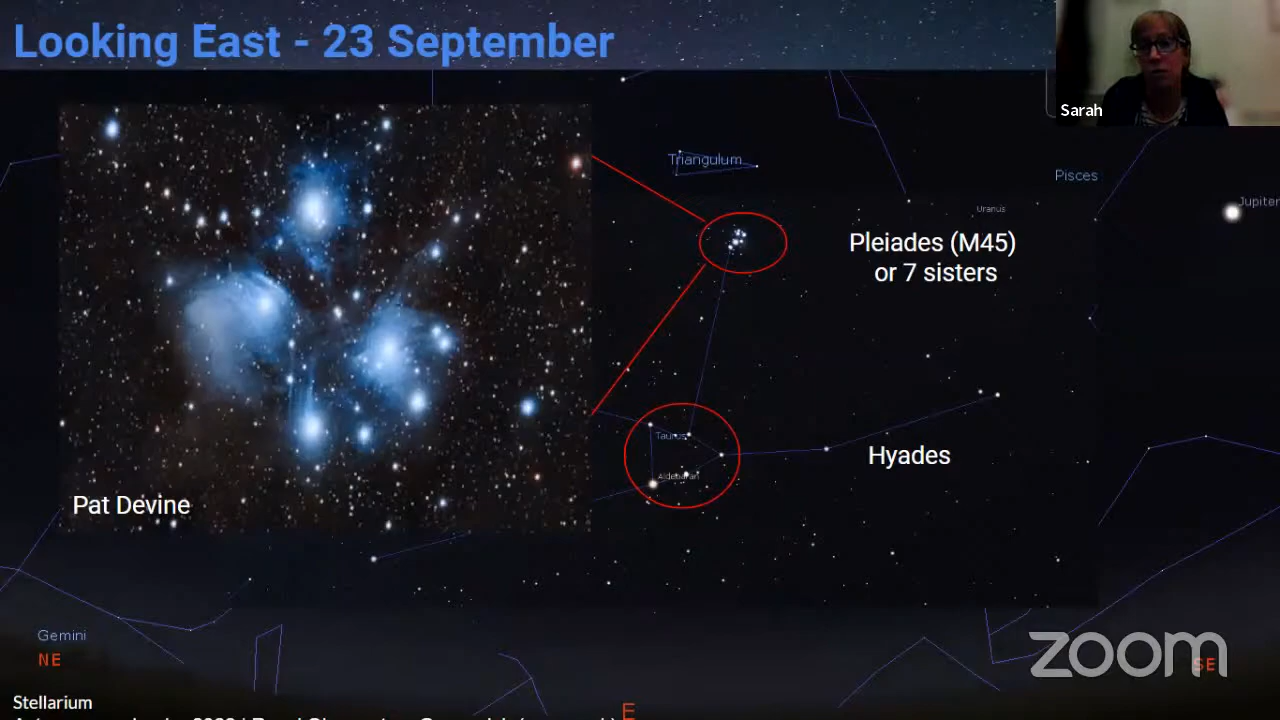 Looking East - 23 September
Sarah
Triangulum
Pisces
Jupiter
Uranus
Pleiades (M45)
or 7 sisters
Taurus
Hyades
Aldebaran
Pat Devine
Gemini
NE
zoom
SE
Stellarium
E